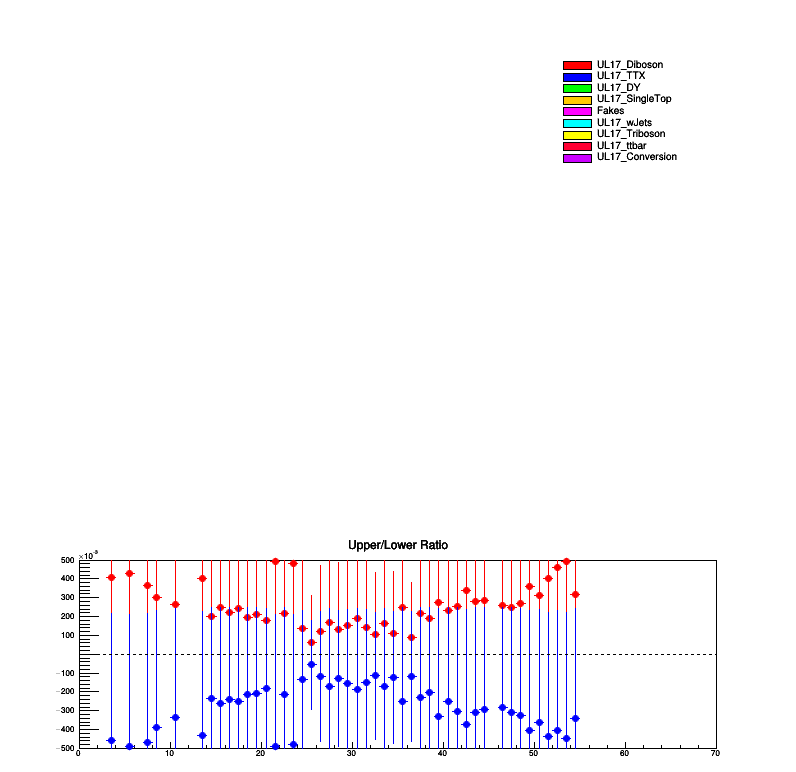 UL17_Diboson
UL17_TTX
UL17_DY
UL17_SingleTop
Fakes
UL17_wJets
UL17_Triboson
UL17_ttbar
UL17_Conversion
Upper/Lower Ratio
×10⁻³
500
400
300
200
100
−100
−200
−300
−400
−500
0 10 20 30 40 50 60 70